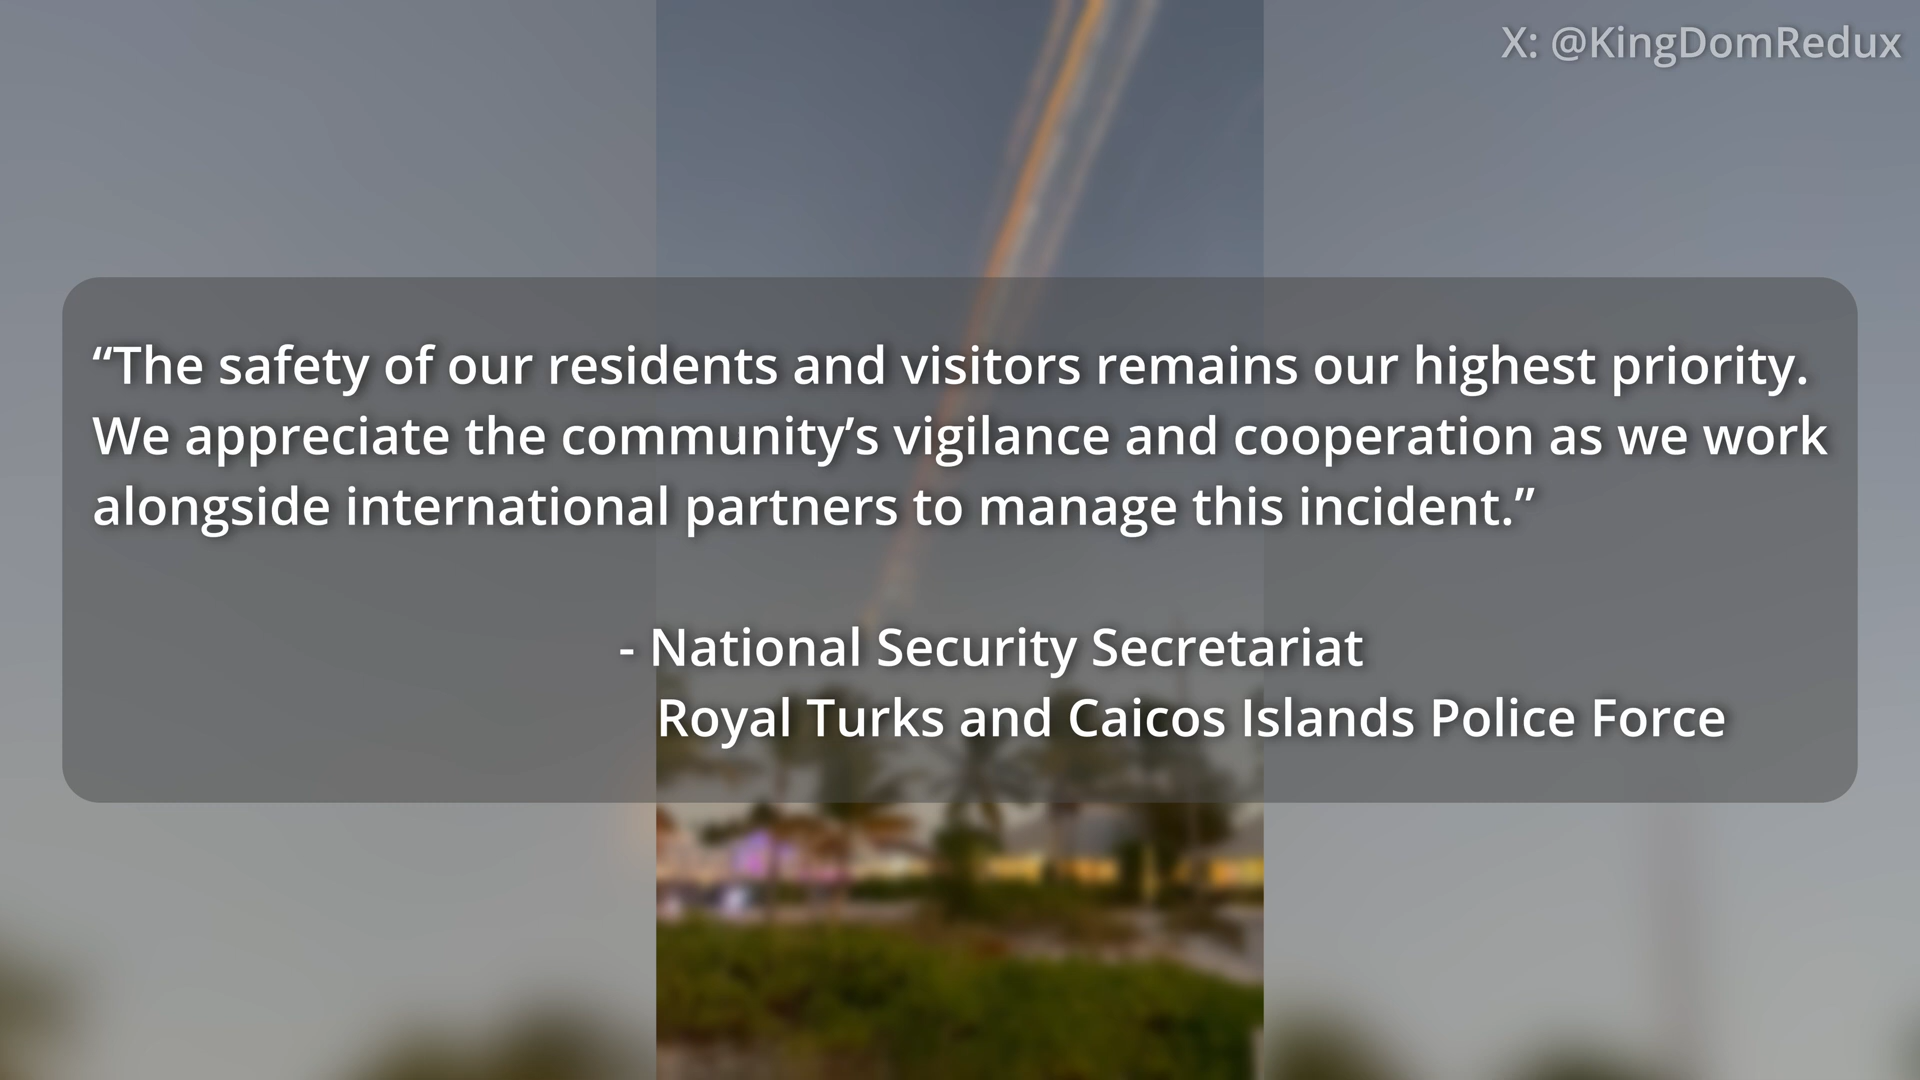 X: @KingDomRedux
“The safety of our residents and visitors remains our highest priority.
We appreciate the community’s vigilance and cooperation as we work
alongside international partners to manage this incident.”
- National Security Secretariat
Royal Turks and Caicos Islands Police Force